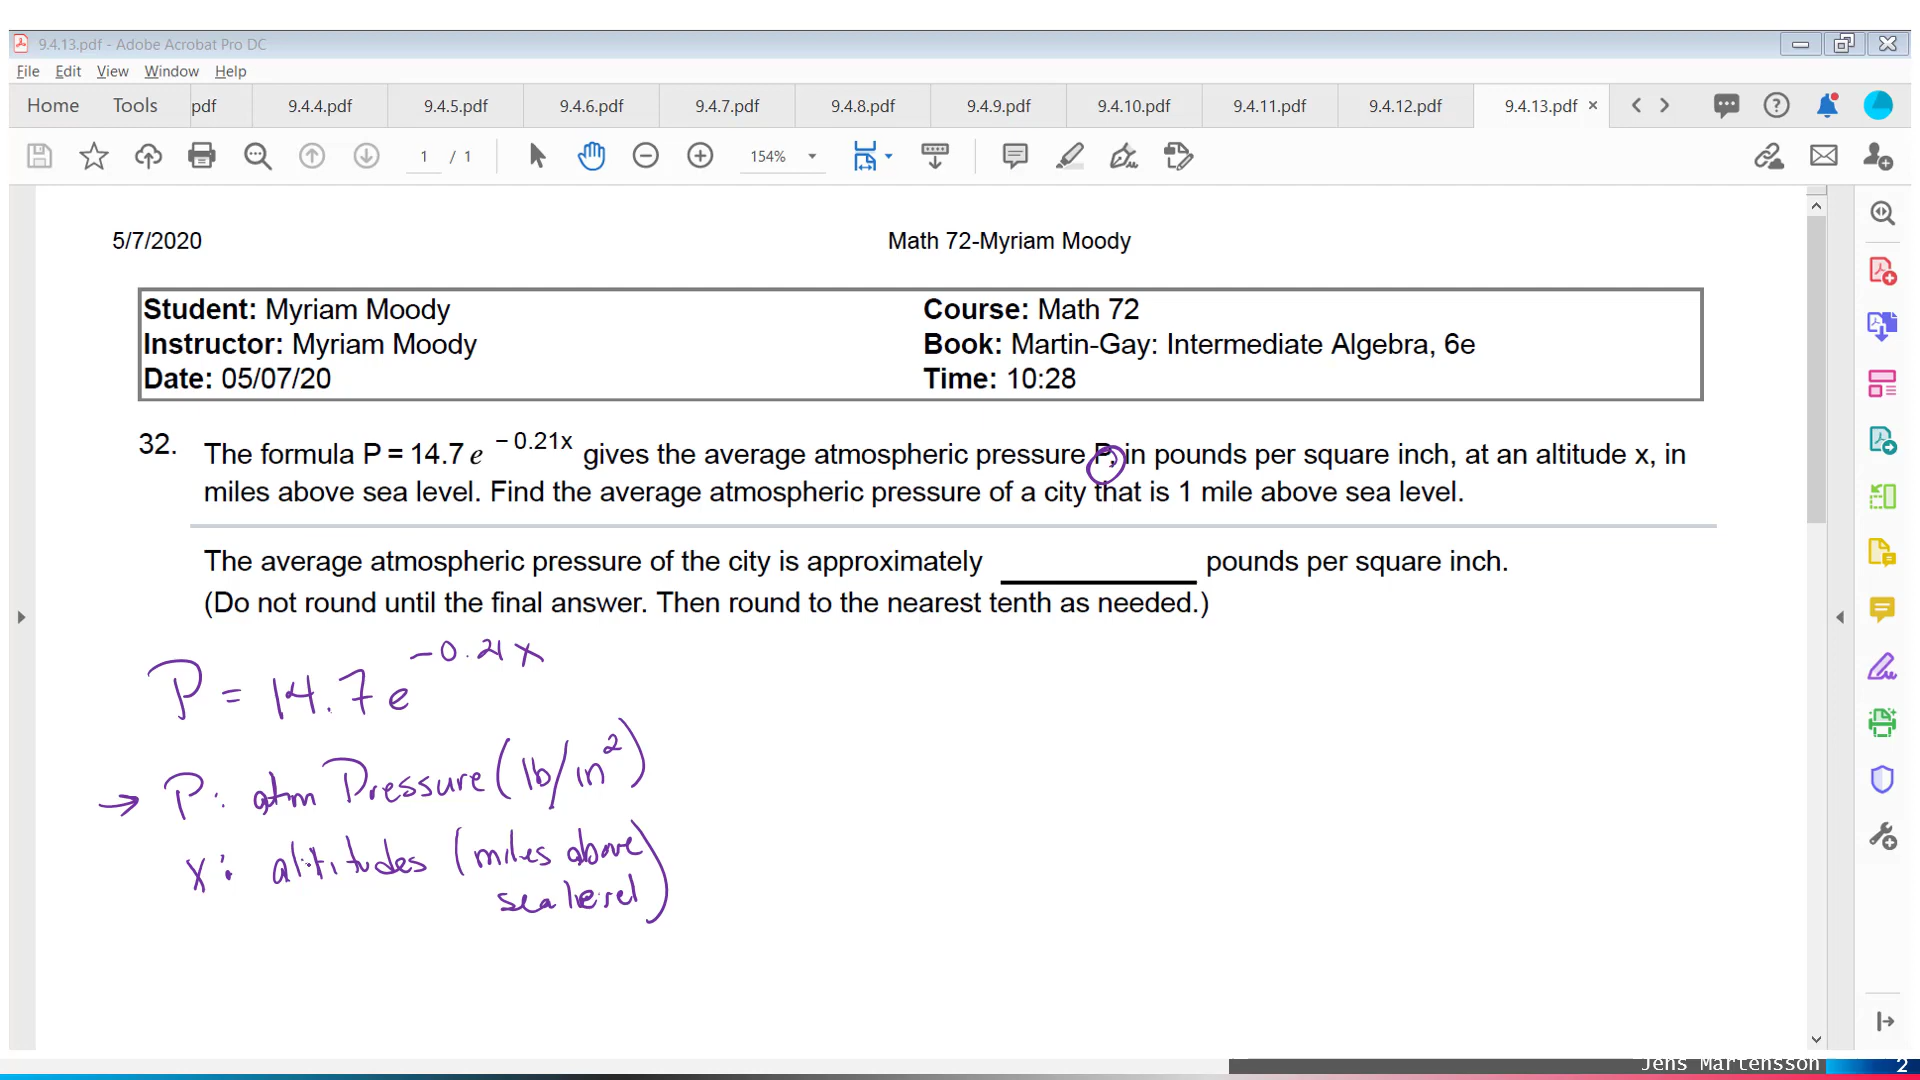 9.4.13.pdf - Adobe Acrobat Pro DC
File Edit View Window Help
Home Tools pdf 9.4.4.pdf 9.4.5.pdf 9.4.6.pdf 9.4.7.pdf 9.4.8.pdf 9.4.9.pdf 9.4.10.pdf 9.4.11.pdf 9.4.12.pdf 9.4.13.pdf ×
1 / 1 154%
5/7/2020 Math 72-Myriam Moody
Student: Myriam Moody Course: Math 72
Instructor: Myriam Moody Book: Martin-Gay: Intermediate Algebra, 6e
Date: 05/07/20 Time: 10:28
32. The formula P = 14.7 e^{- 0.21x} gives the average atmospheric pressure P, in pounds per square inch, at an altitude x, in
miles above sea level. Find the average atmospheric pressure of a city that is 1 mile above sea level.
The average atmospheric pressure of the city is approximately ________ pounds per square inch.
(Do not round until the final answer. Then round to the nearest tenth as needed.)
P = 14.7 e^{-0.21x}
→ P: atm Pressure (lb/in²)
x: altitudes (miles above
sea level)
Jens Martensson 2